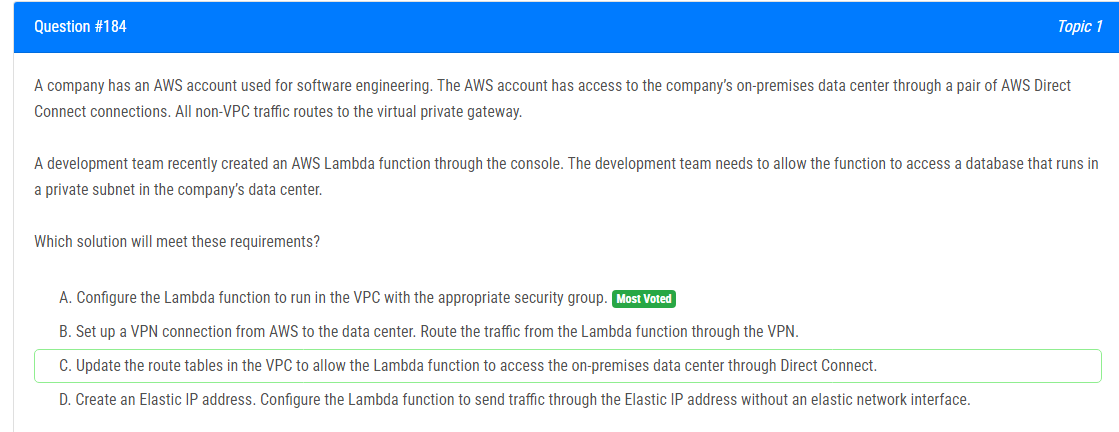 Question #184
Topic 1
A company has an AWS account used for software engineering. The AWS account has access to the company's on-premises data center through a pair of AWS Direct
Connect connections. All non-VPC traffic routes to the virtual private gateway.
A development team recently created an AWS Lambda function through the console. The development team needs to allow the function to access a database that runs in
a private subnet in the company's data center.
Which solution will meet these requirements?
A. Configure the Lambda function to run in the VPC with the appropriate security group. Most Voted
B. Set up a VPN connection from AWS to the data center. Route the traffic from the Lambda function through the VPN.
C. Update the route tables in the VPC to allow the Lambda function to access the on-premises data center through Direct Connect.
D. Create an Elastic IP address. Configure the Lambda function to send traffic through the Elastic IP address without an elastic network interface.